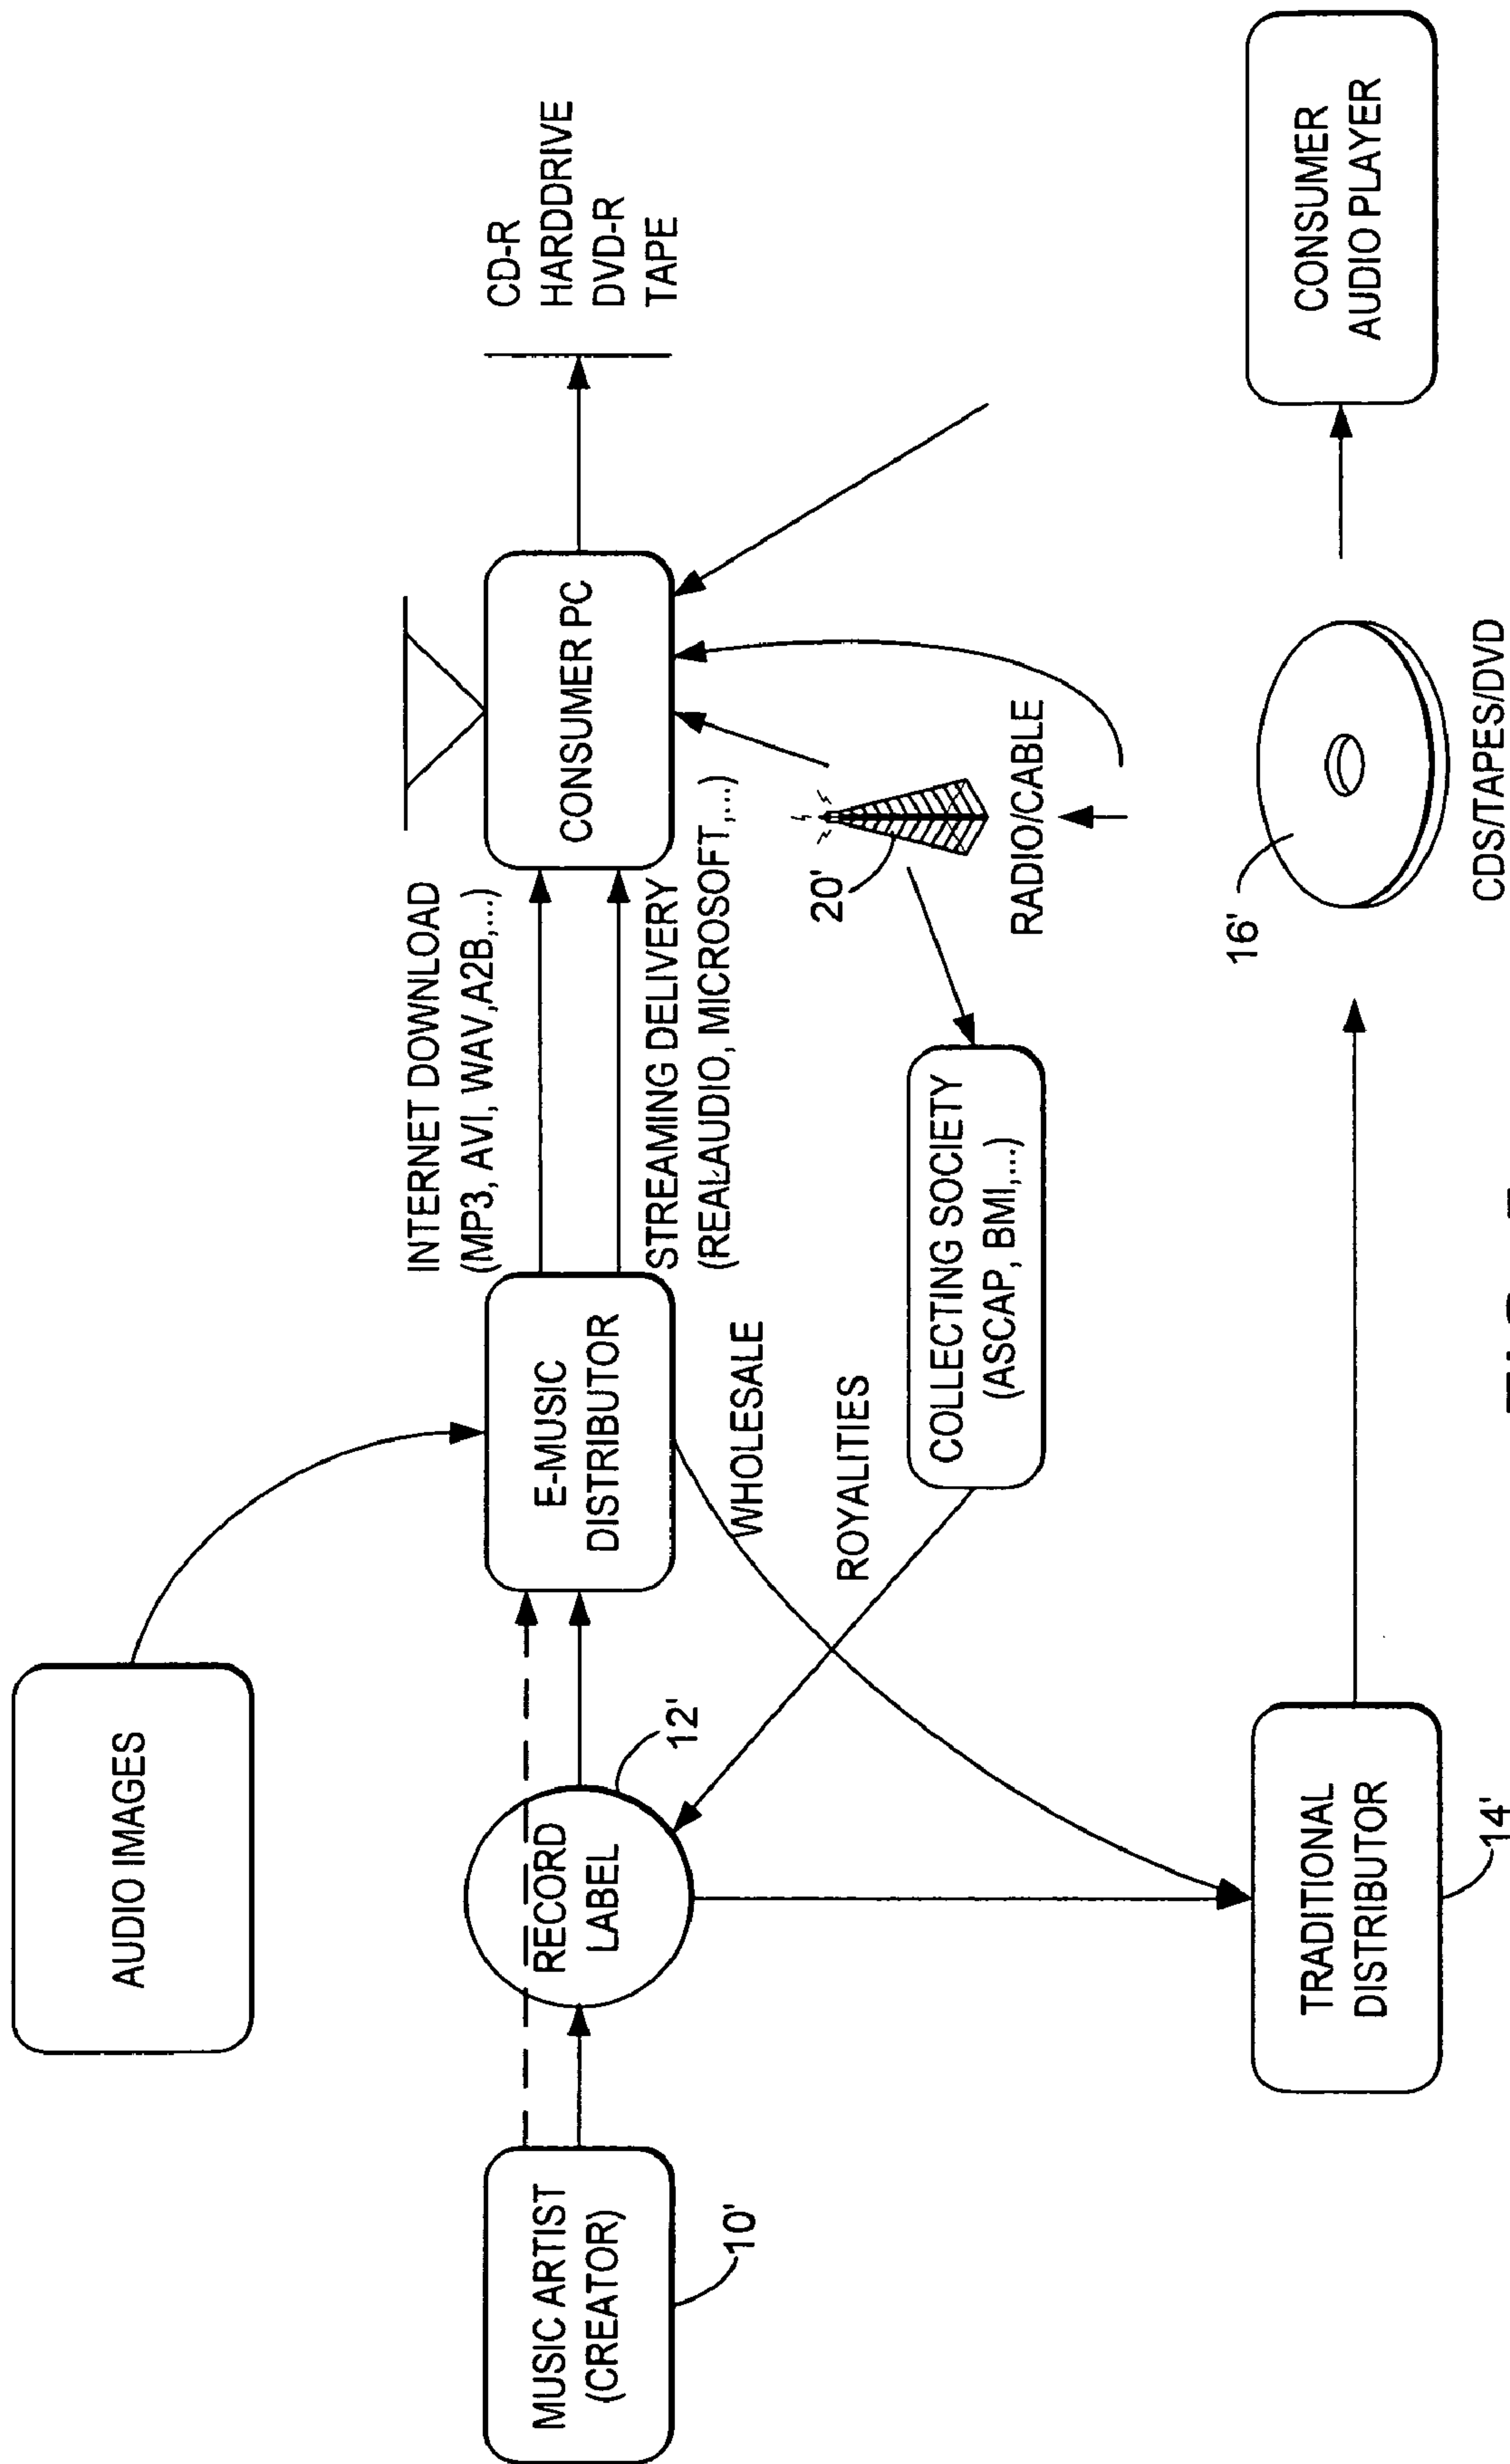 AUDIO IMAGES
MUSIC ARTIST
(CREATOR)
10'
RECORD
LABEL
12'
E-MUSIC
DISTRIBUTOR
INTERNET DOWNLOAD
(MP3, AVI, WAV,A2B,...)
STREAMING DELIVERY
(REALAUDIO, MICROSOFT,...)
CONSUMER PC
CD-R
HARDDRIVE
DVD-R
TAPE
WHOLESALE
ROYALITIES
COLLECTING SOCIETY
(ASCAP, BMI,...)
20'
RADIO/CABLE
TRADITIONAL
DISTRIBUTOR
14'
16'
CDS/TAPES/DVD
CONSUMER
AUDIO PLAYER